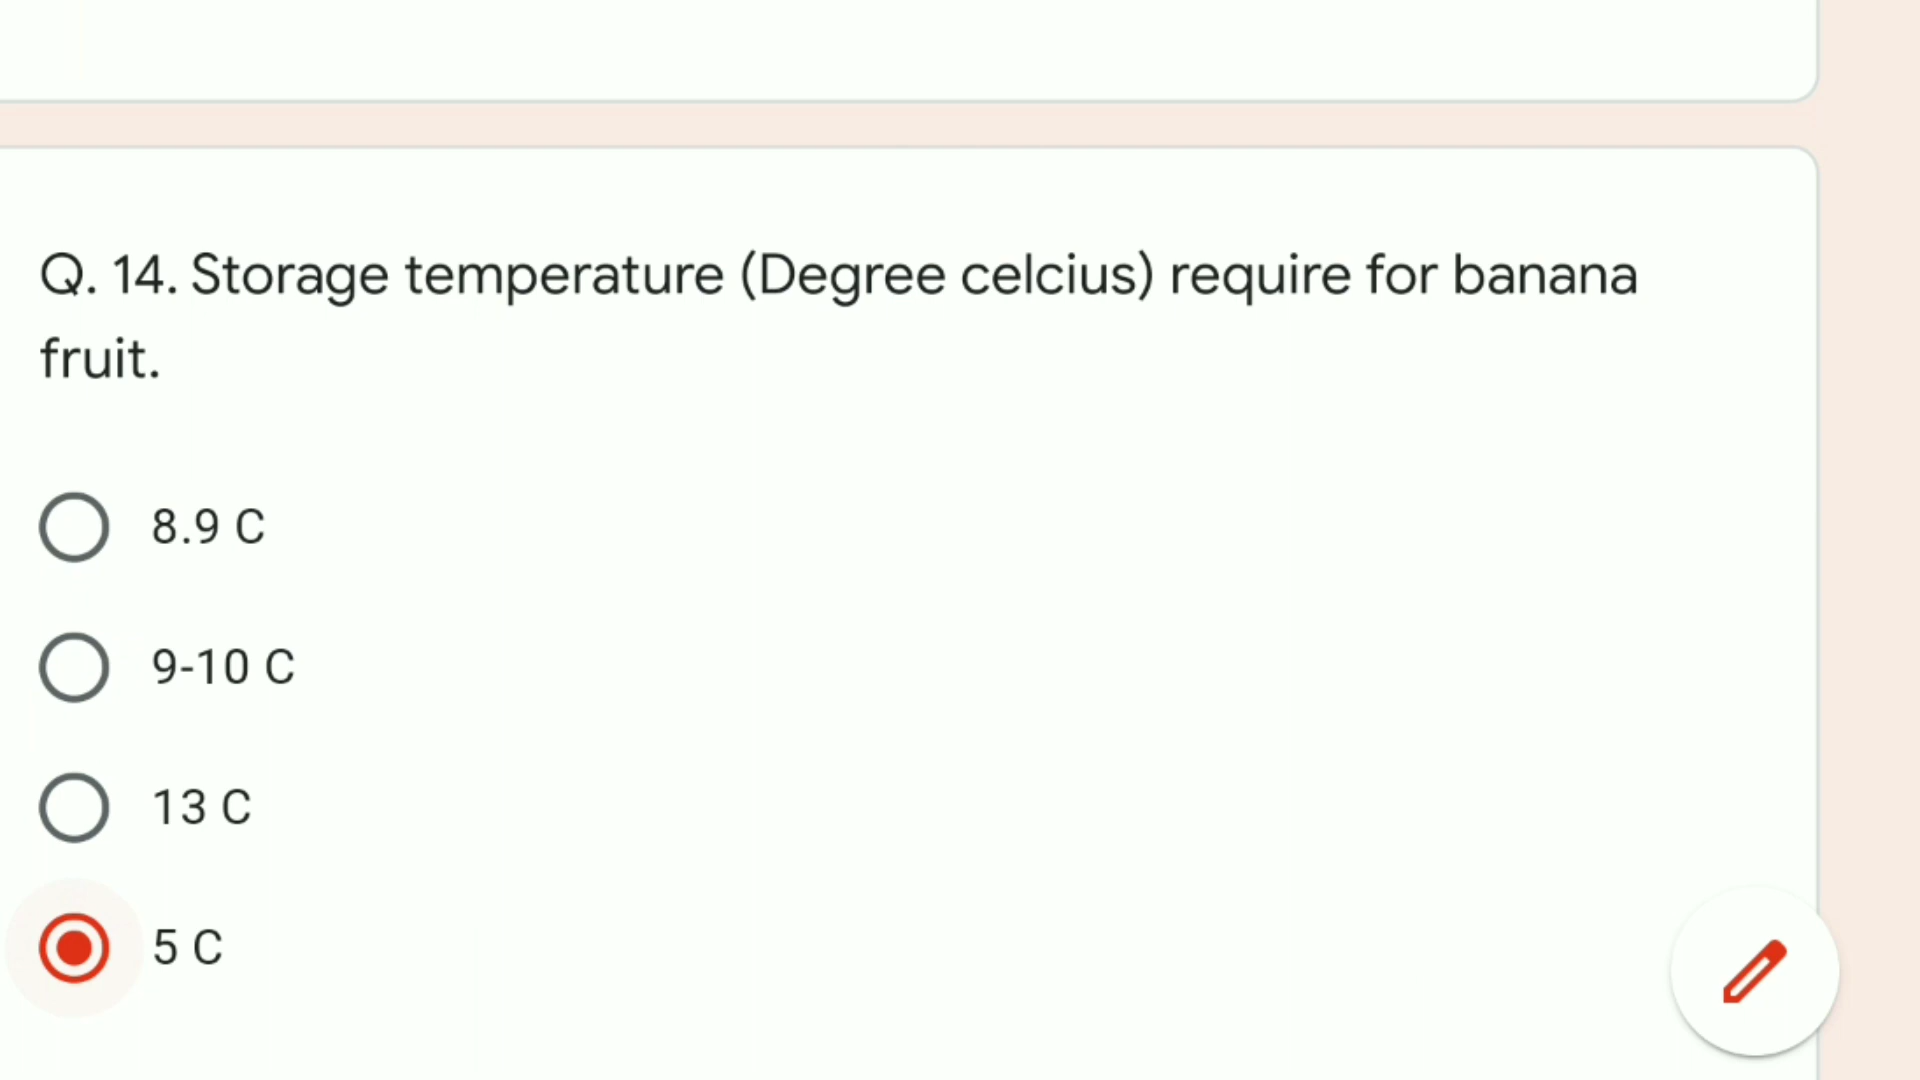 Q. 14. Storage temperature (Degree celcius) require for banana
fruit.
8.9 C
9-10 C
13 C
5 C